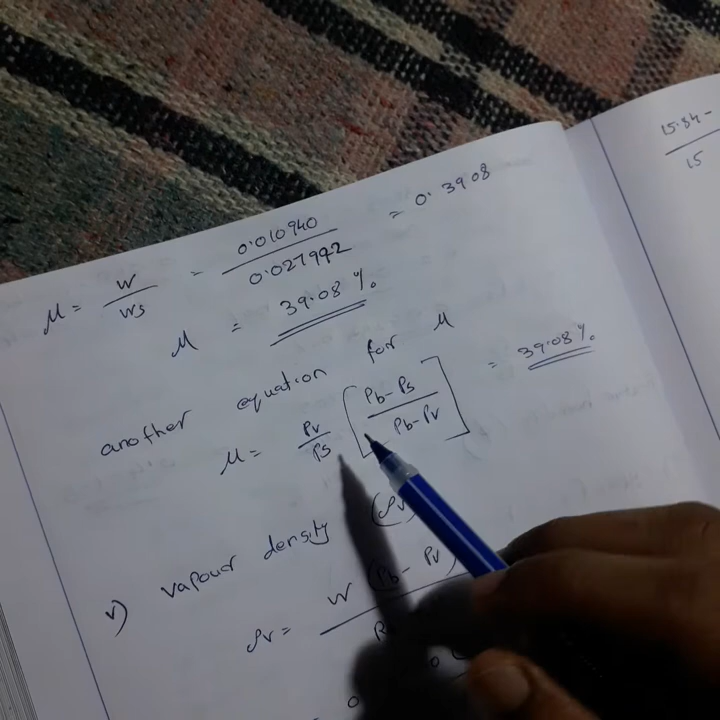 15.84 -
15
μ = W / Ws = 0.010940 / 0.027992 = 0.3908
μ = 39.08 %.
another equation for μ
μ = Pv / Ps [ Pb - Ps / Pb - Pv ] = 39.08 %.
v) vapour density (ρv)
ρv = W (Pb - Pv)